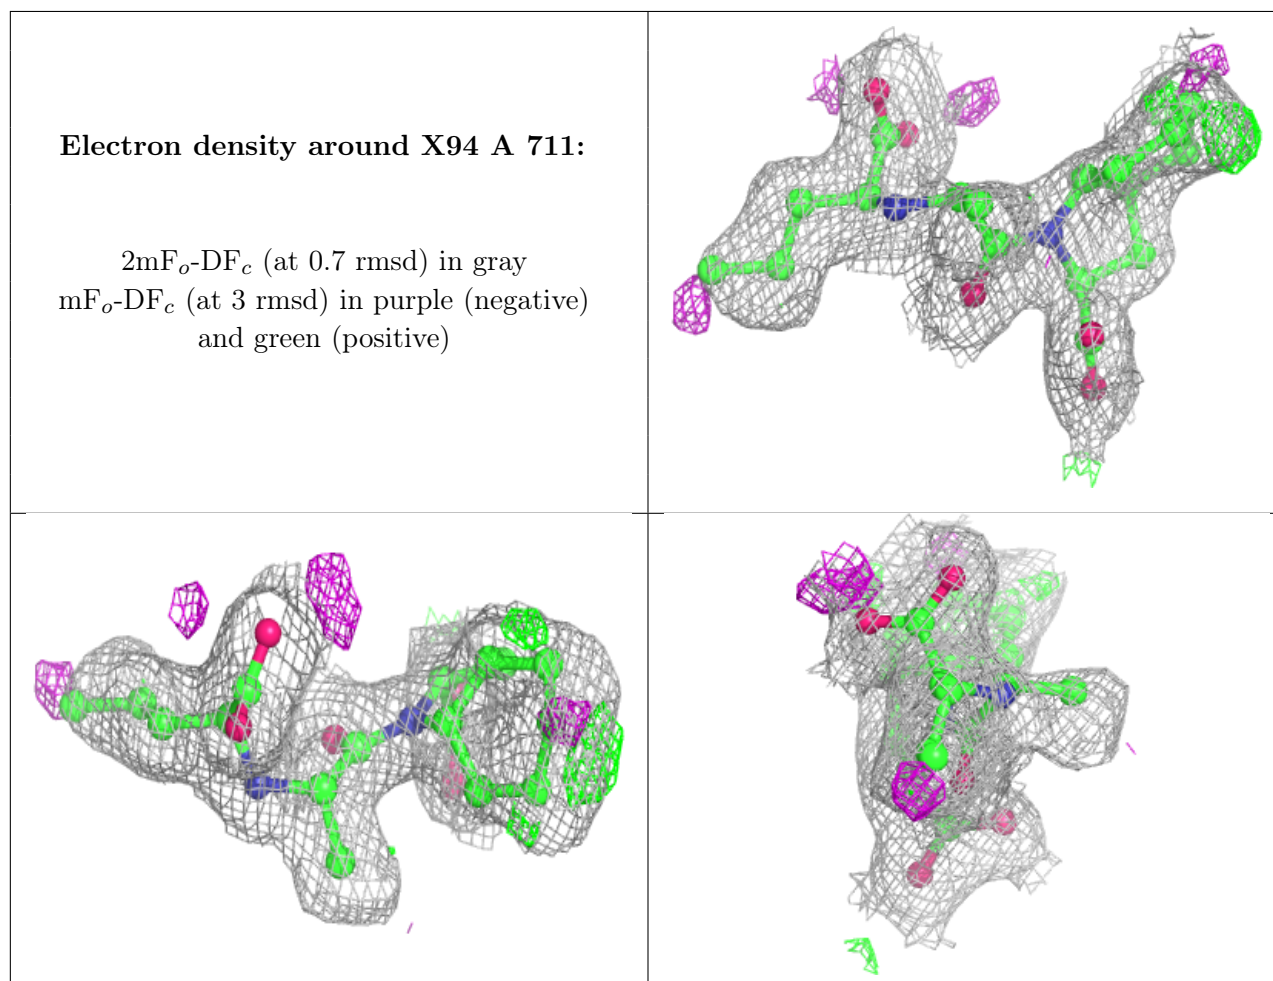 Electron density around X94 A 711:
2mFo-DFc (at 0.7 rmsd) in gray
mFo-DFc (at 3 rmsd) in purple (negative)
and green (positive)